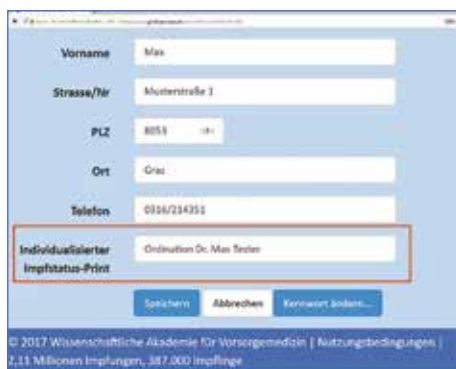 Vorname Max
Strasse/Nr Musterstraße 1
PLZ 8053
Ort Graz
Telefon 0316/214351
Individualisierter Ordination Dr. Max Tester
Impfstatus-Print
Speichern Abbrechen Kennwort ändern...
© 2017 Wissenschaftliche Akademie für Vorsorgemedizin | Nutzungsbedingungen |
2,11 Millionen Impfungen, 387.000 Impflinge